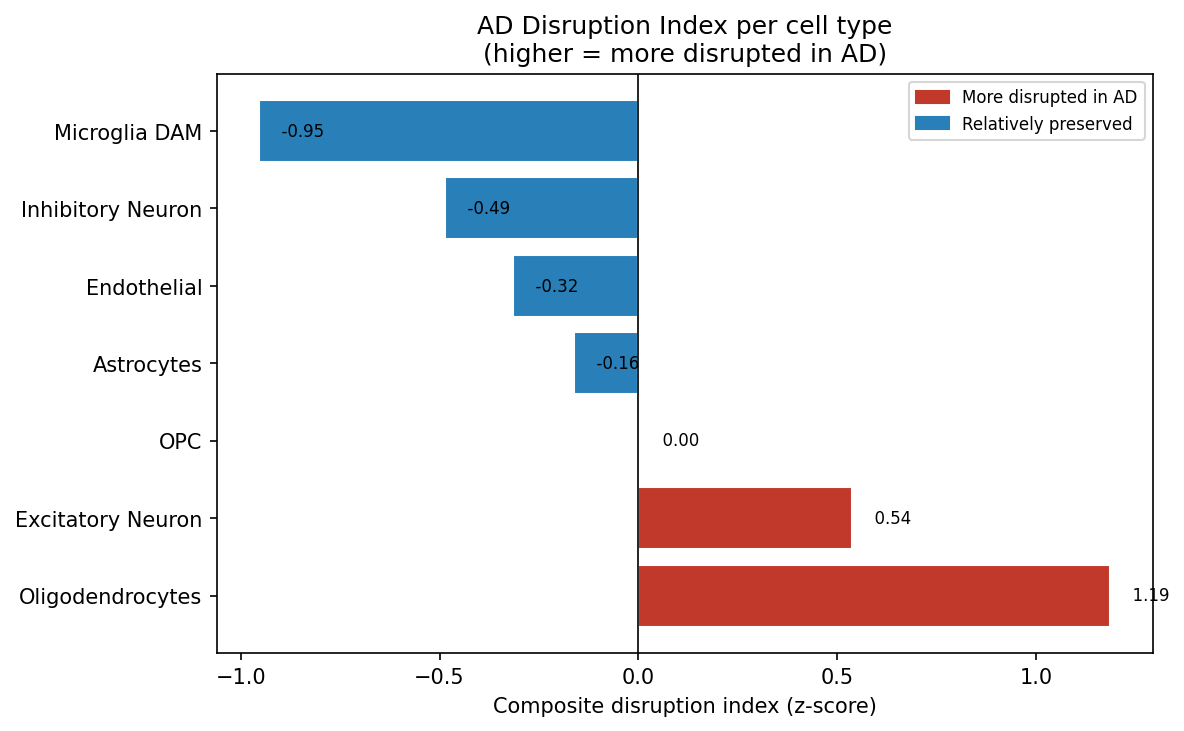 AD Disruption Index per cell type
(higher = more disrupted in AD)
More disrupted in AD
Relatively preserved
Microglia DAM
-0.95
Inhibitory Neuron
-0.49
Endothelial
-0.32
Astrocytes
-0.16
OPC
0.00
Excitatory Neuron
0.54
Oligodendrocytes
1.19
−1.0 −0.5 0.0 0.5 1.0
Composite disruption index (z-score)